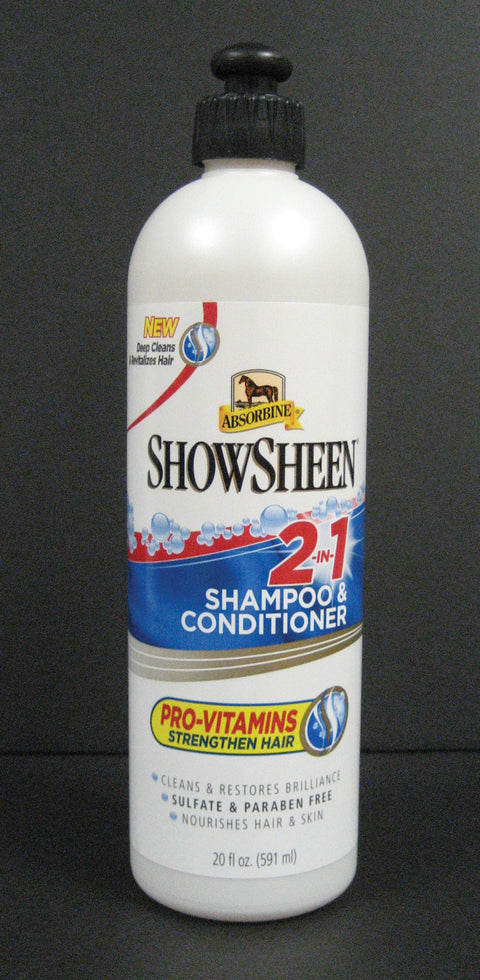 NEW
Deep Cleans
& Revitalizes Hair
ABSORBINE
SHOWSHEEN
2-IN-1
SHAMPOO &
CONDITIONER
PRO-VITAMINS
STRENGTHEN HAIR
CLEANS & RESTORES BRILLIANCE
SULFATE & PARABEN FREE
NOURISHES HAIR & SKIN
20 fl oz. (591 ml)